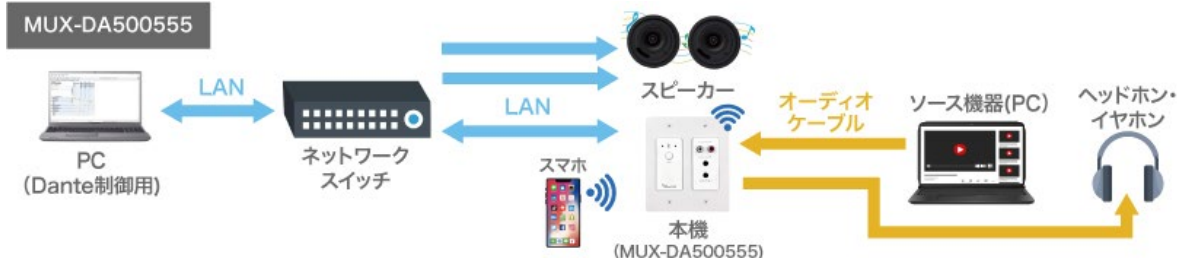 MUX-DA500555
LAN
PC
(Dante制御用)
ネットワーク
スイッチ
LAN
スピーカー
スマホ
本機
(MUX-DA500555)
オーディオ
ケーブル
ソース機器(PC)
ヘッドホン・
イヤホン